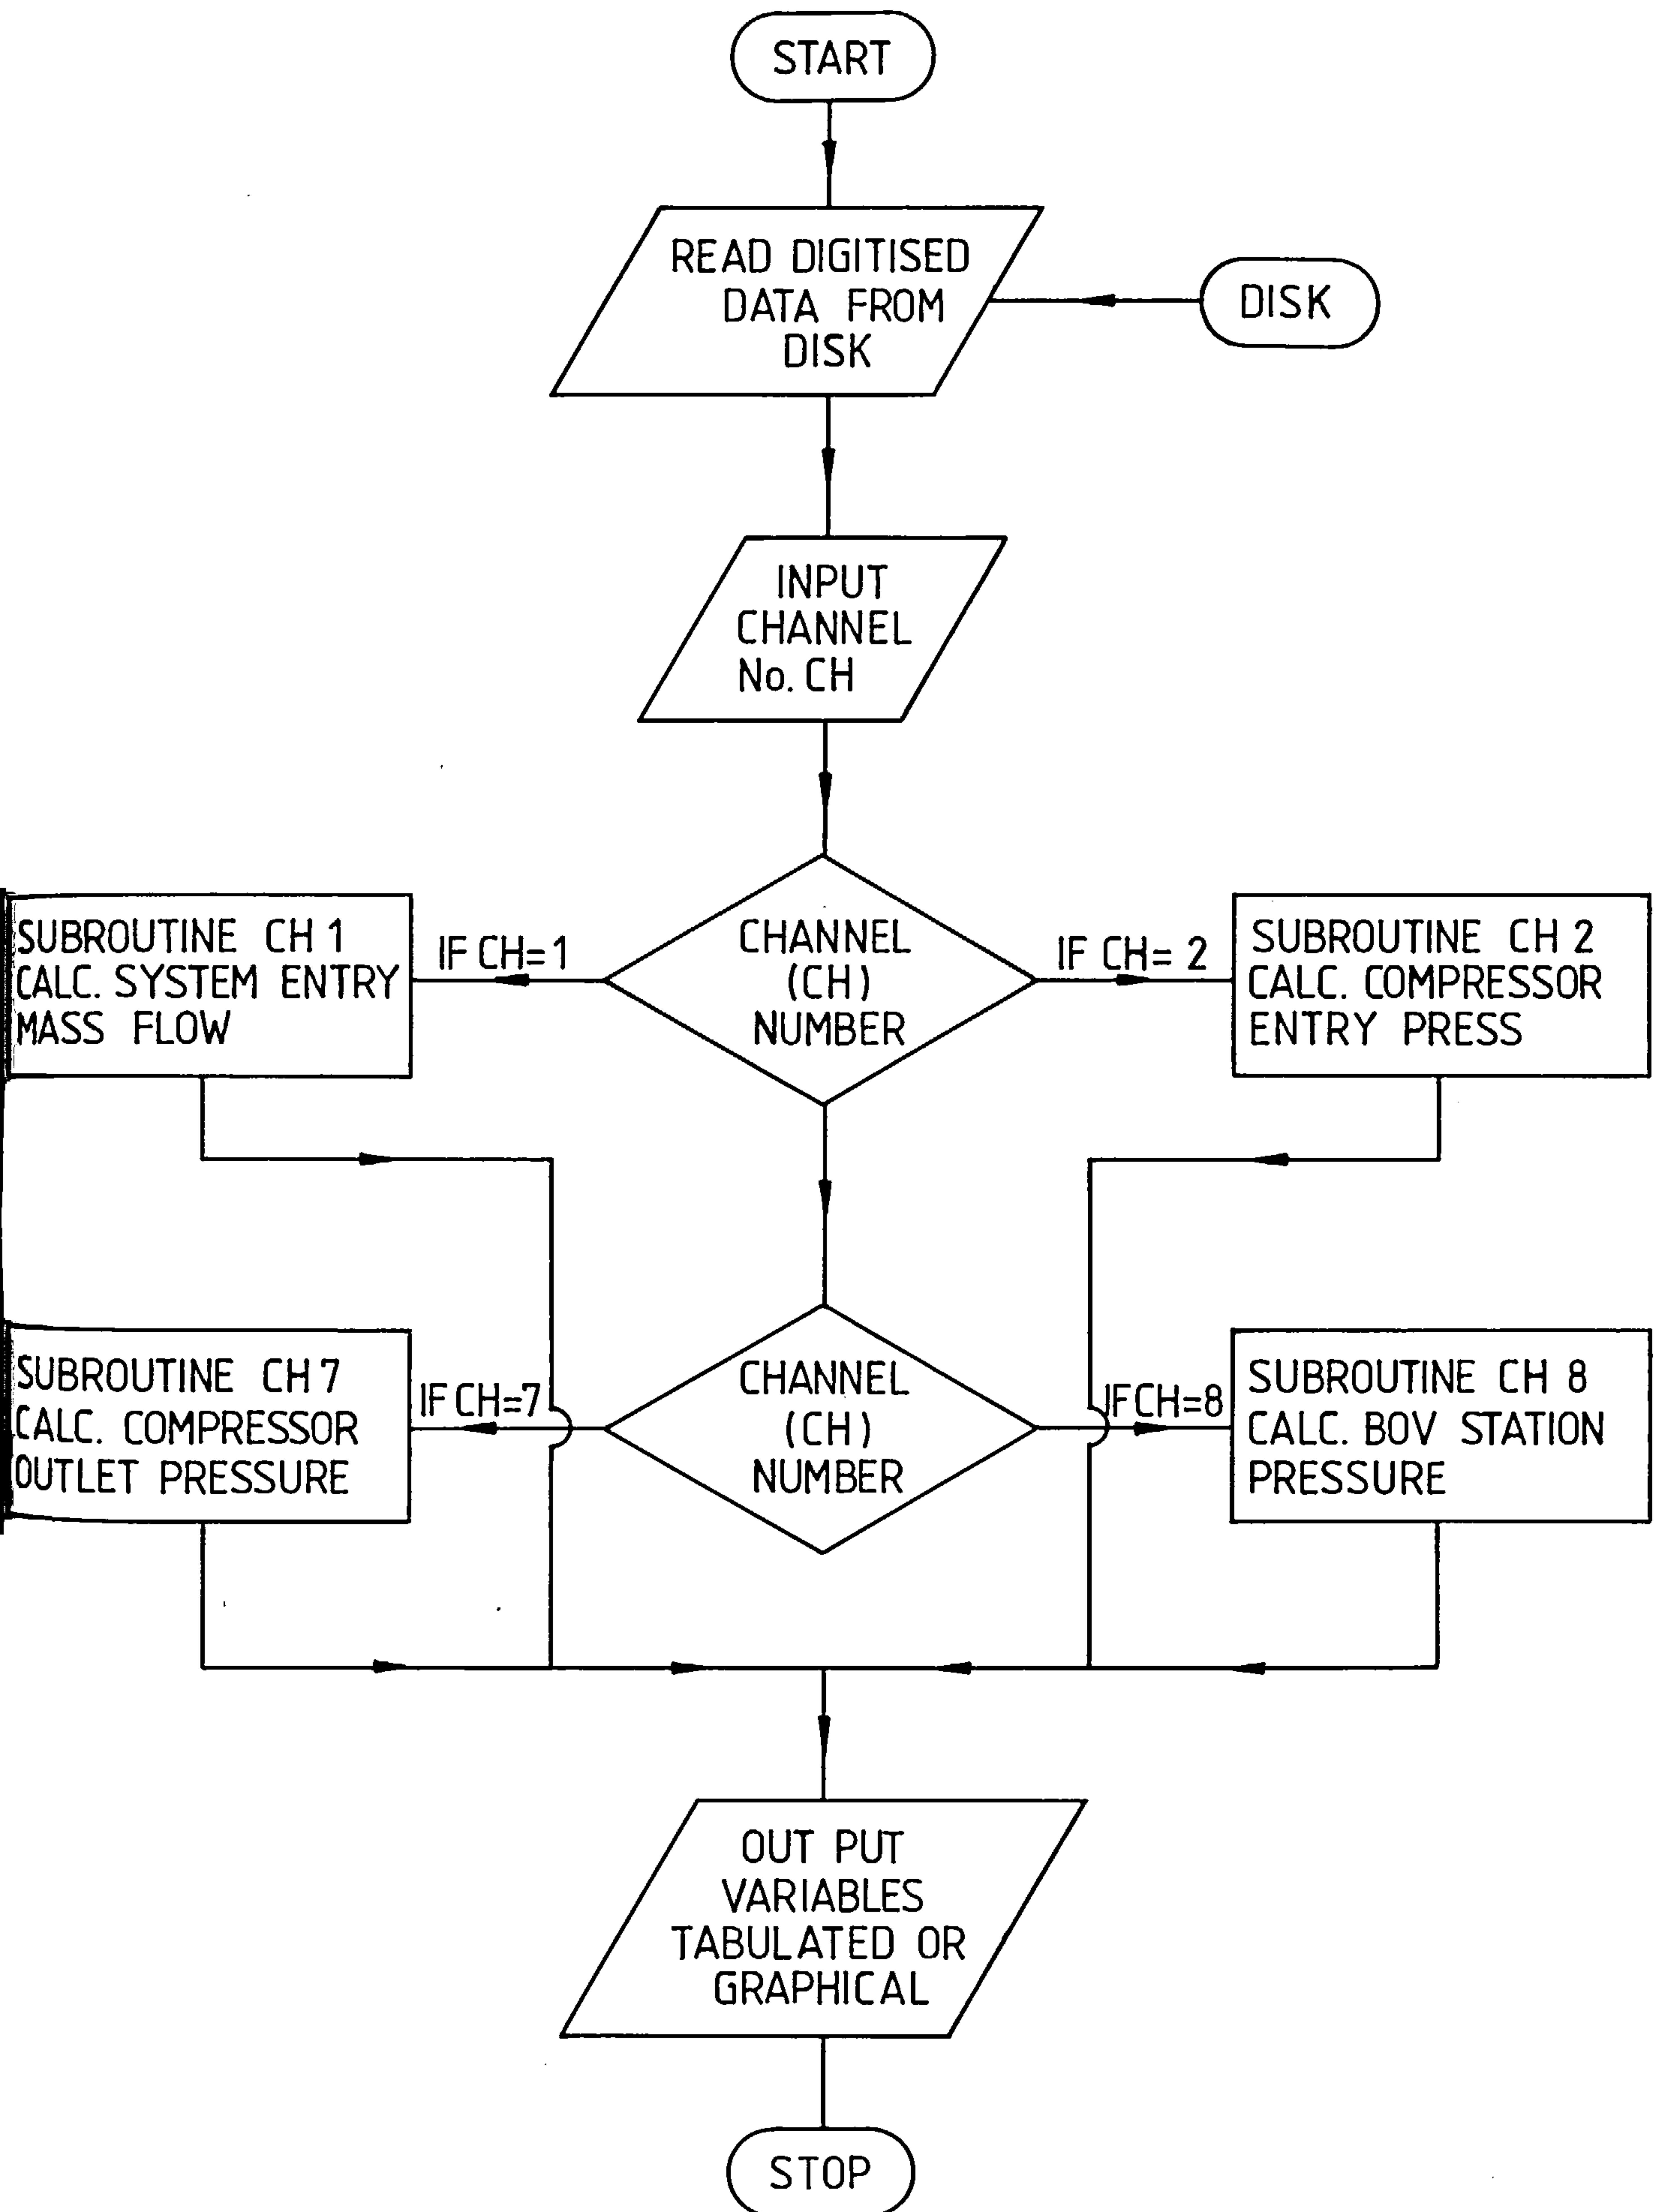 START
READ DIGITISED
DATA FROM
DISK
DISK
INPUT
CHANNEL
No. CH
SUBROUTINE CH 1
CALC. SYSTEM ENTRY
MASS FLOW
IF CH=1
CHANNEL
(CH)
NUMBER
IF CH= 2
SUBROUTINE CH 2
CALC. COMPRESSOR
ENTRY PRESS
SUBROUTINE CH 7
CALC. COMPRESSOR
OUTLET PRESSURE
IF CH=7
CHANNEL
(CH)
NUMBER
IF CH=8
SUBROUTINE CH 8
CALC. BOV STATION
PRESSURE
OUT PUT
VARIABLES
TABULATED OR
GRAPHICAL
STOP